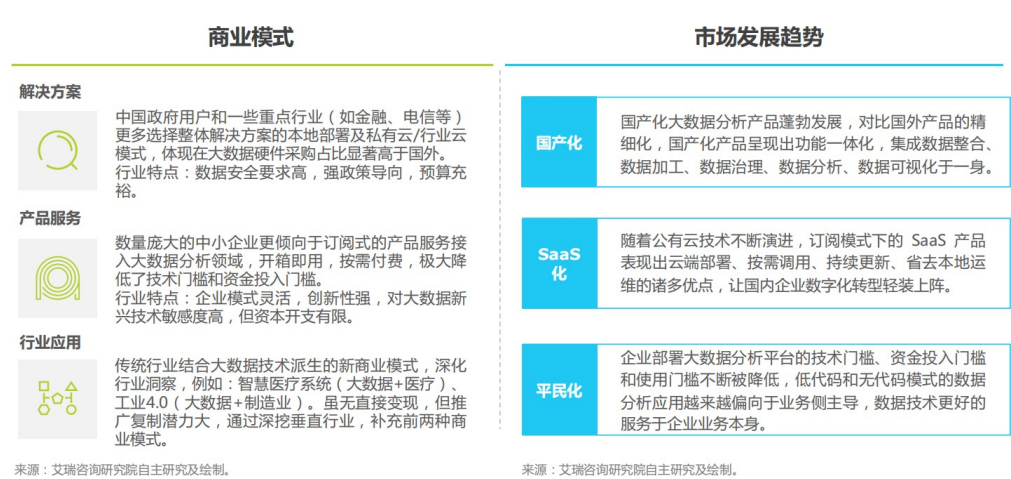 商业模式
解决方案
中国政府用户和一些重点行业（如金融、电信等）
更多选择整体解决方案的本地部署及私有云/行业云
模式，体现在大数据硬件采购占比显著高于国外。
行业特点：数据安全要求高，强政策导向，预算充
裕。
产品服务
数量庞大的中小企业更倾向于订阅式的产品服务接
入大数据分析领域，开箱即用，按需付费，极大降
低了技术门槛和资金投入门槛。
行业特点：企业模式灵活，创新性强，对大数据新
兴技术敏感度高，但资本开支有限。
行业应用
传统行业结合大数据技术派生的新商业模式，深化
行业洞察，例如：智慧医疗系统（大数据+医疗）、
工业4.0（大数据+制造业）。虽无直接变现，但推
广复制潜力大，通过深挖垂直行业，补充前两种商
业模式。
来源：艾瑞咨询研究院自主研究及绘制。
市场发展趋势
国产化
国产化大数据分析产品蓬勃发展，对比国外产品的精
细化，国产化产品呈现出功能一体化，集成数据整合、
数据加工、数据治理、数据分析、数据可视化于一身。
SaaS
化
随着公有云技术不断演进，订阅模式下的 SaaS 产品
表现出云端部署、按需调用、持续更新、省去本地运
维的诸多优点，让国内企业数字化转型轻装上阵。
平民化
企业部署大数据分析平台的技术门槛、资金投入门槛
和使用门槛不断被降低，低代码和无代码模式的数据
分析应用越来越偏向于业务侧主导，数据技术更好的
服务于企业业务本身。
来源：艾瑞咨询研究院自主研究及绘制。